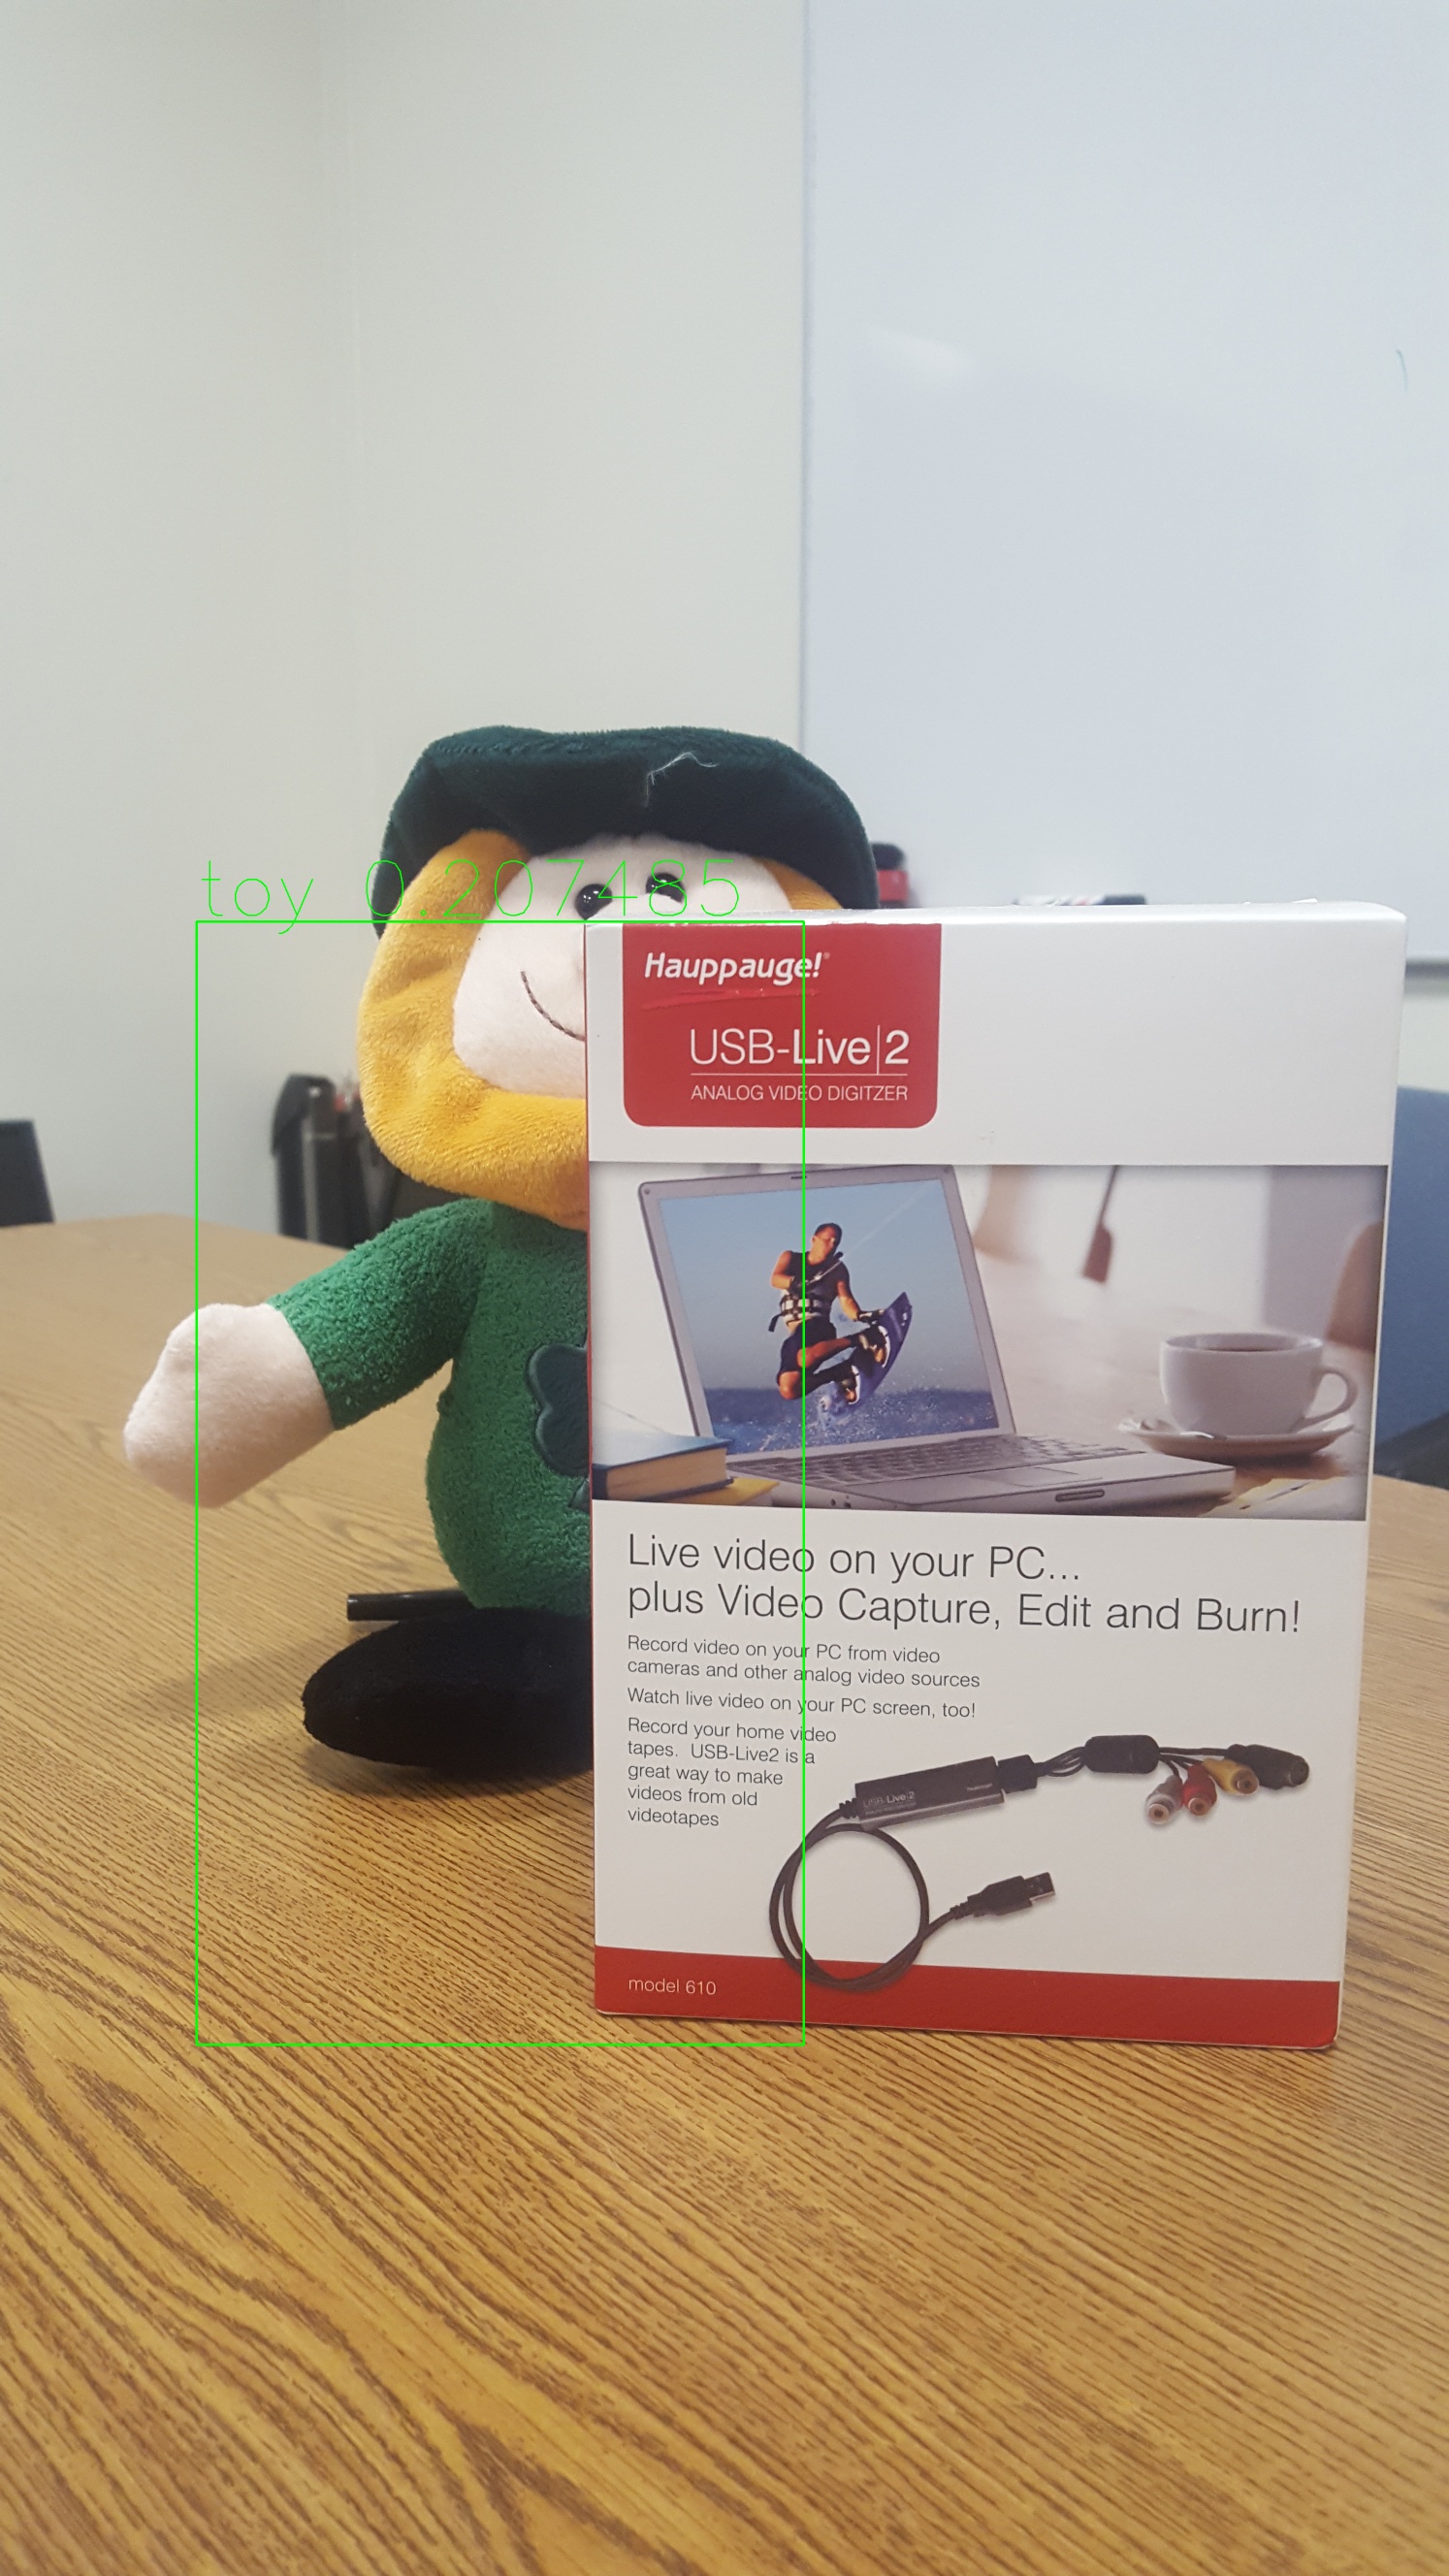 toy 0.207485
Hauppauge!
USB-Live|2
ANALOG VIDEO DIGITZER
Live video on your PC...
plus Video Capture, Edit and Burn!
Record video on your PC from video
cameras and other analog video sources
Watch live video on your PC screen, too!
Record your home video
tapes. USB-Live2 is a
great way to make
videos from old
videotapes
USB-Live 2
model 610